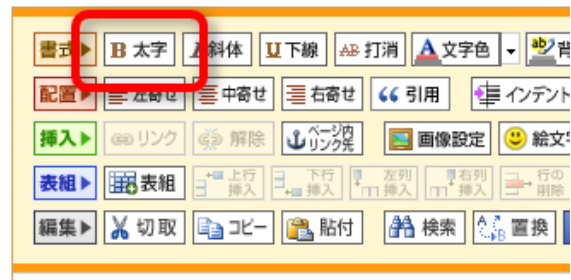 書式 B 太字 斜体 U 下線 AB 打消 A 文字色 ab 背
配置 左寄せ 中寄せ 右寄せ 引用 インデント
挿入 リンク 解除 ページ内リンク先 画像設定 絵文字
表組 表組 上行挿入 下行挿入 左列挿入 右列挿入 行の削除
編集 切取 コピー 貼付 検索 A B 置換